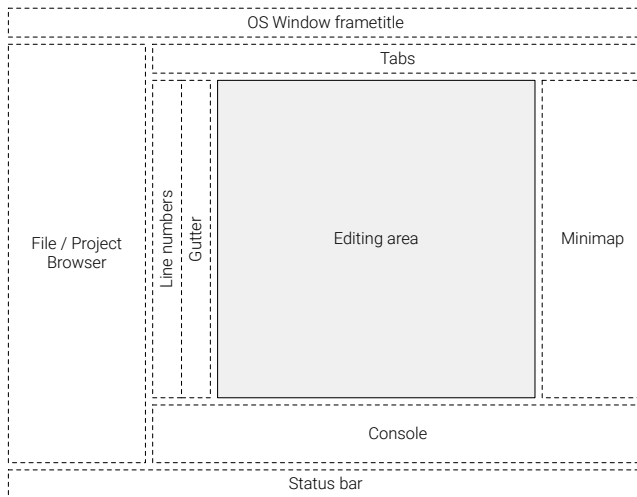 OS Window frametitle
Tabs
File / Project
Browser
Line numbers
Gutter
Editing area
Minimap
Console
Status bar